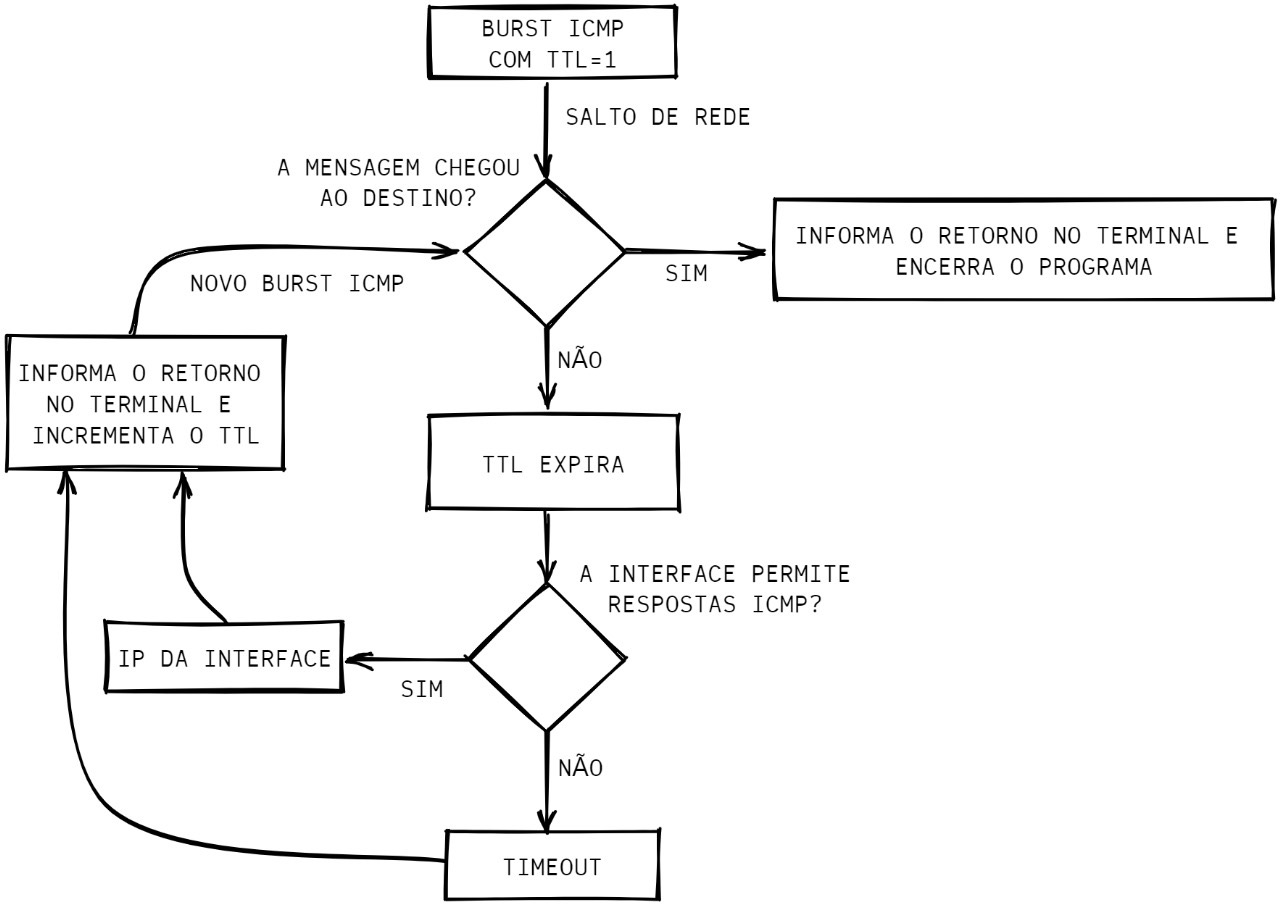 BURST ICMP
COM TTL=1
SALTO DE REDE
A MENSAGEM CHEGOU
AO DESTINO?
INFORMA O RETORNO NO TERMINAL E
ENCERRA O PROGRAMA
SIM
NOVO BURST ICMP
NÃO
INFORMA O RETORNO
NO TERMINAL E
INCREMENTA O TTL
TTL EXPIRA
A INTERFACE PERMITE
RESPOSTAS ICMP?
IP DA INTERFACE
SIM
NÃO
TIMEOUT